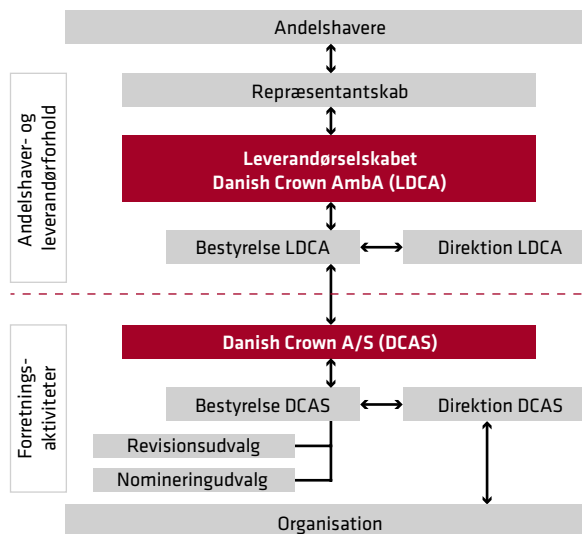 Andelshavere
Andelshaver- og
leverandørforhold
Repræsentantskab
Leverandørselskabet
Danish Crown AmbA (LDCA)
Bestyrelse LDCA
Direktion LDCA
Forretnings-
aktiviteter
Danish Crown A/S (DCAS)
Bestyrelse DCAS
Direktion DCAS
Revisionsudvalg
Nomineringudvalg
Organisation